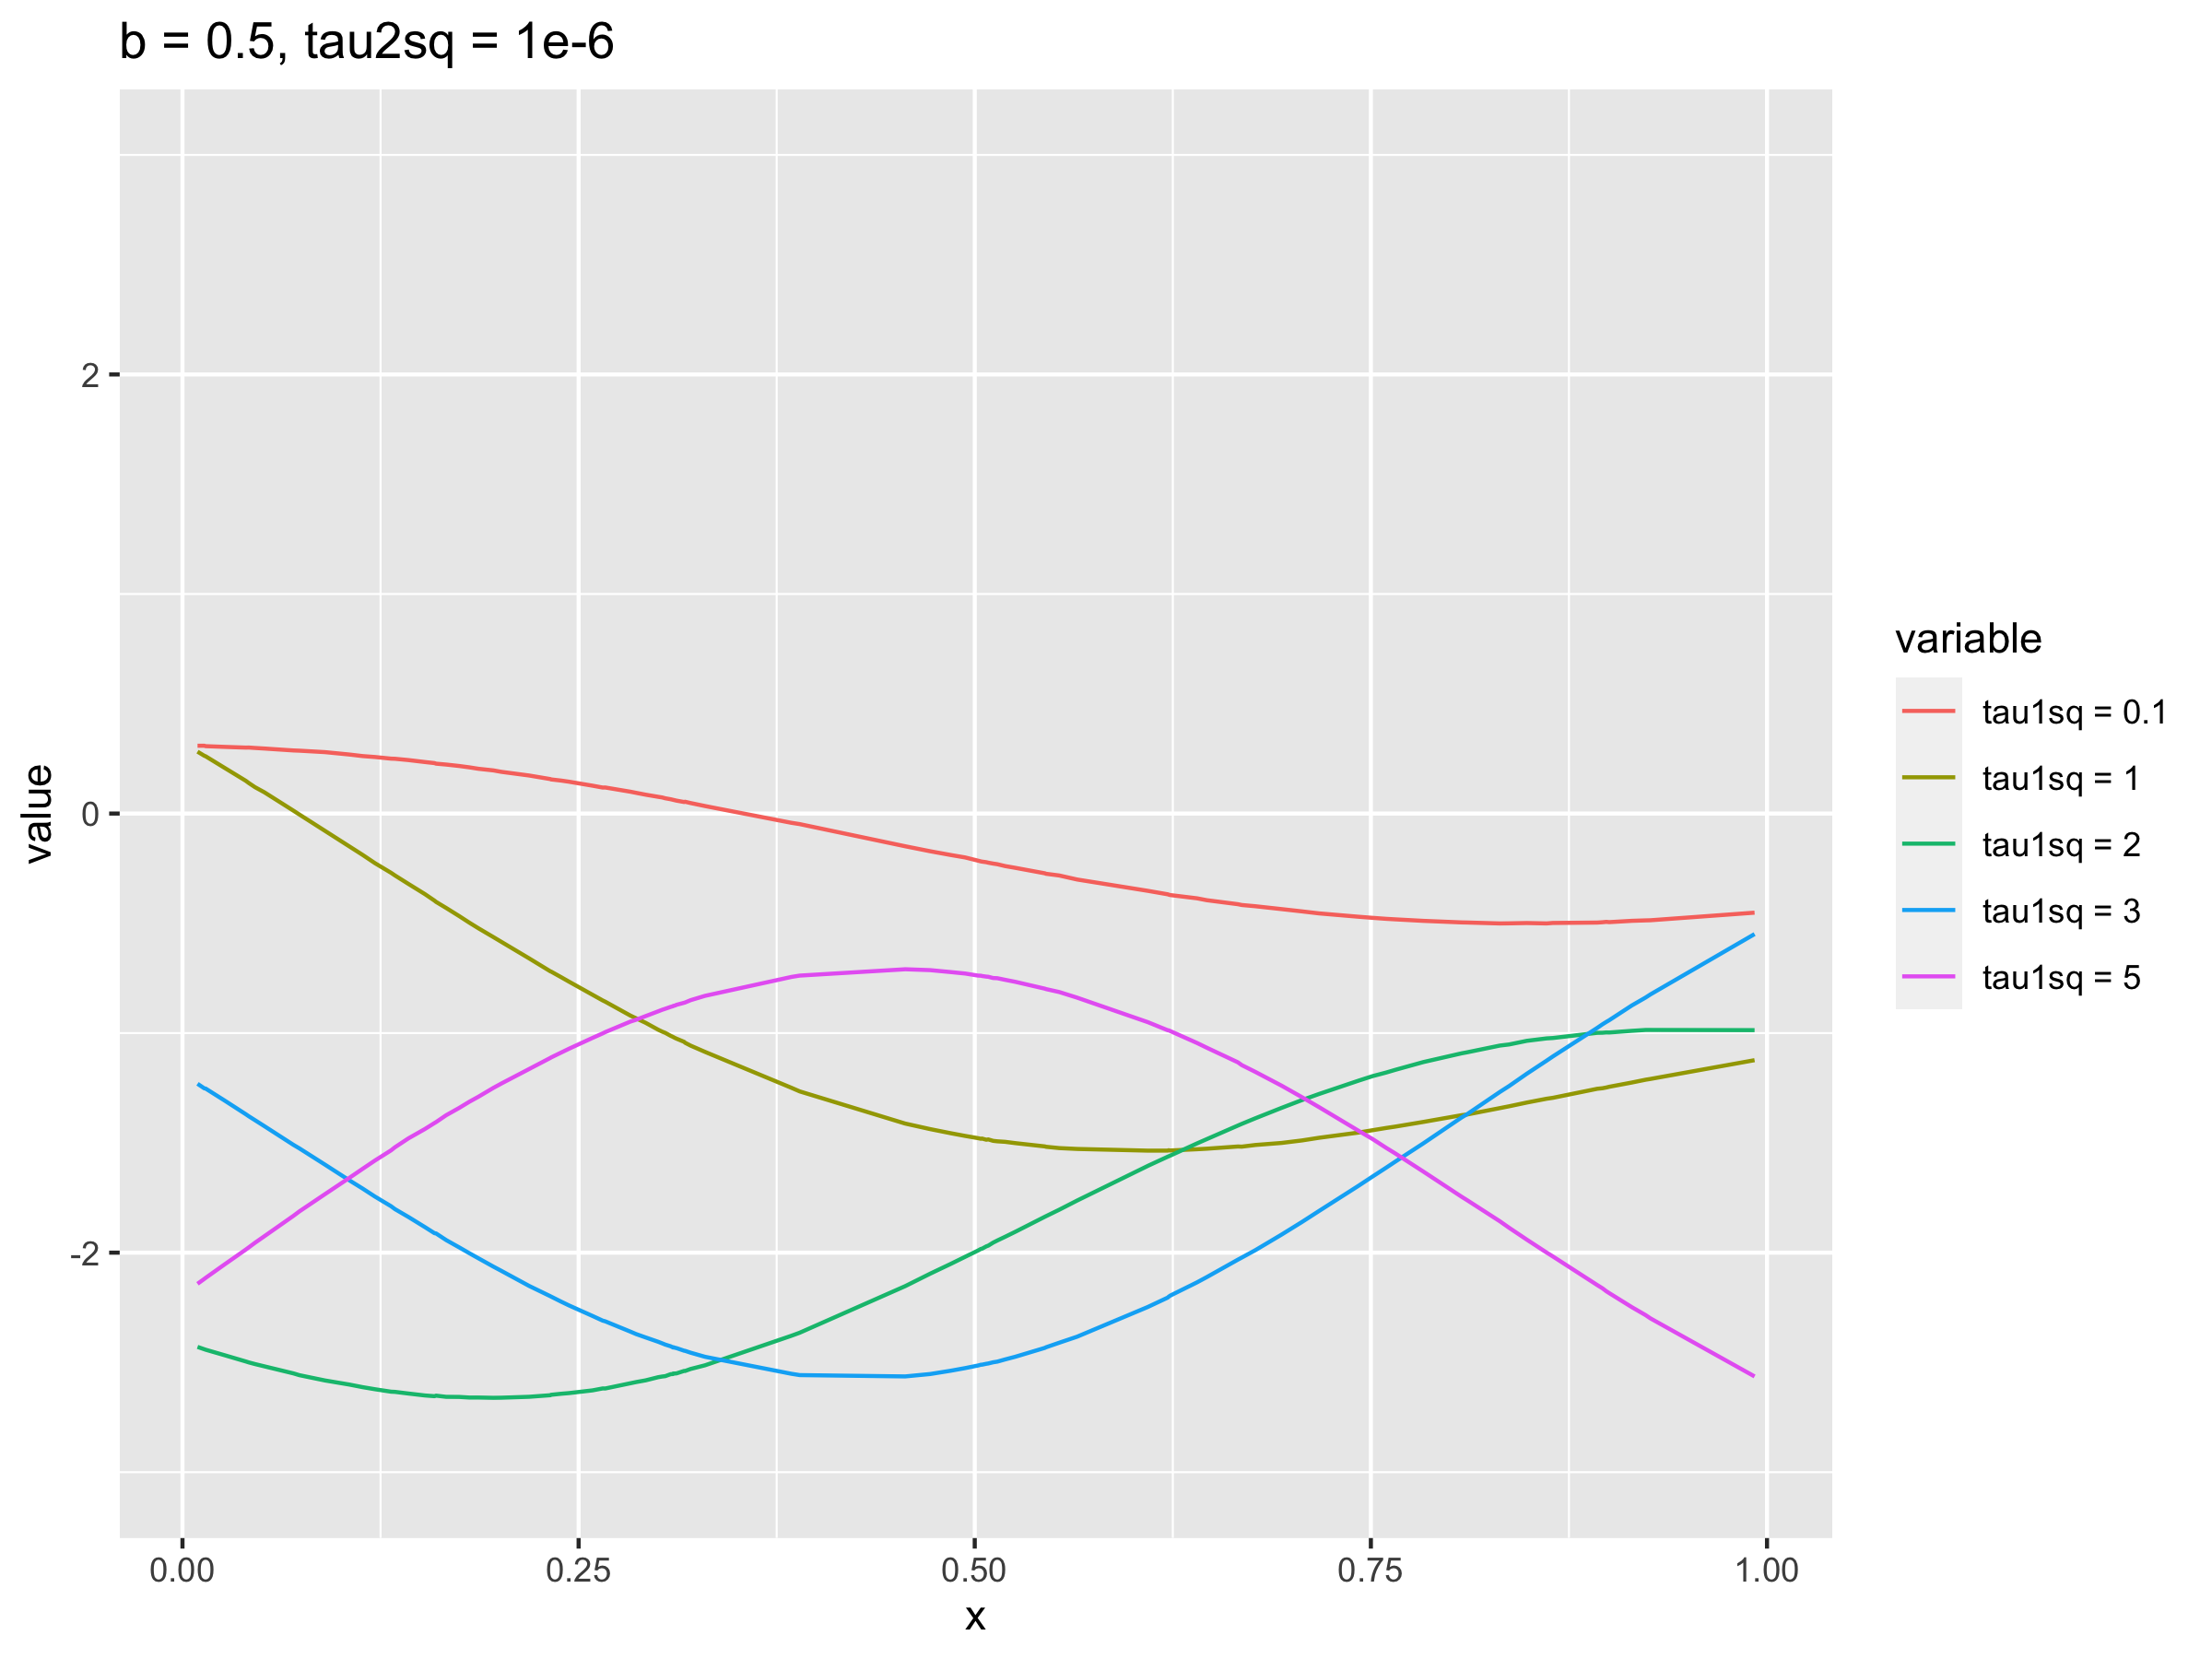 b = 0.5, tau2sq = 1e-6
value
2
0
-2
0.00
0.25
0.50
0.75
1.00
x
variable
tau1sq = 0.1
tau1sq = 1
tau1sq = 2
tau1sq = 3
tau1sq = 5